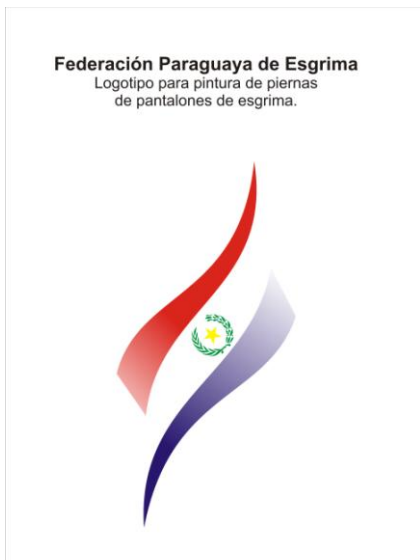 Federación Paraguaya de Esgrima
Logotipo para pintura de piernas
de pantalones de esgrima.